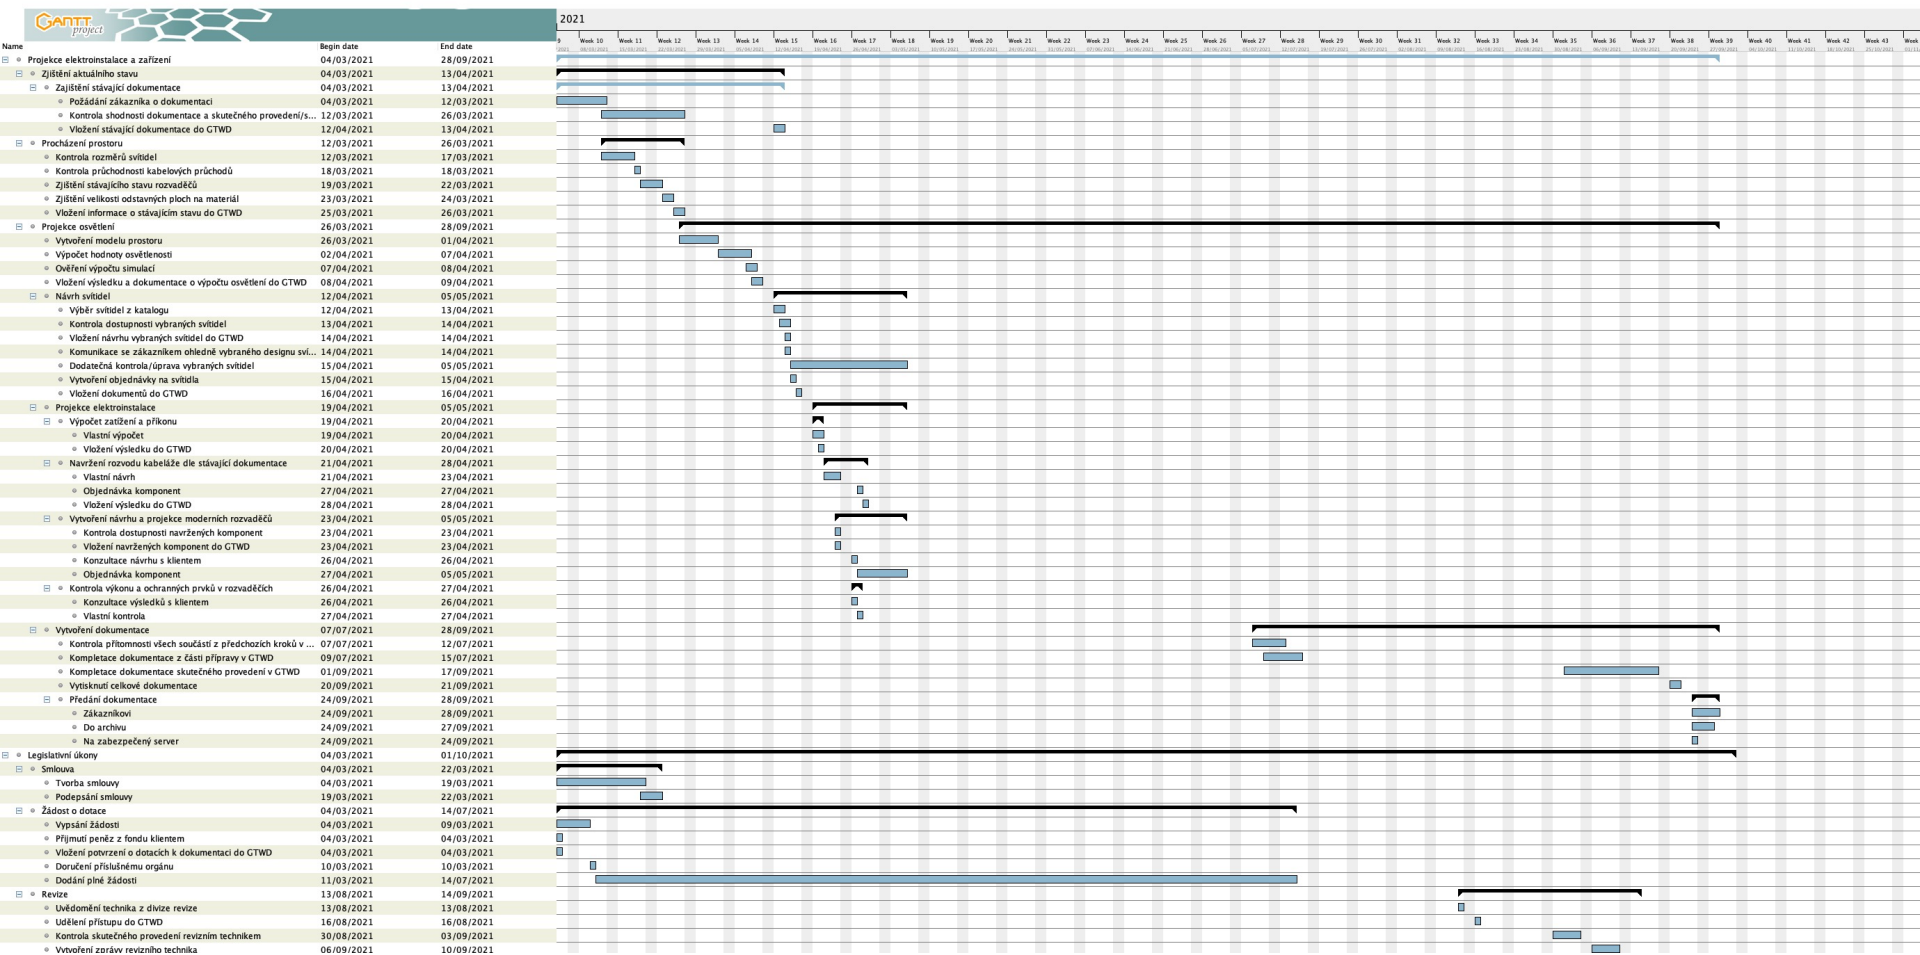 GANTT project
2021
9 Week 10 Week 11 Week 12 Week 13 Week 14 Week 15 Week 16 Week 17 Week 18 Week 19 Week 20 Week 21 Week 22 Week 23 Week 24 Week 25 Week 26 Week 27 Week 28 Week 29 Week 30 Week 31 Week 32 Week 33 Week 34 Week 35 Week 36 Week 37 Week 38 Week 39 Week 40 Week 41 Week 42 Week 43 Week
Name Begin date End date
Projekce elektroinstalace a zařízení 04/03/2021 28/09/2021
Zjištění aktuálního stavu 04/03/2021 13/04/2021
Zajištění stávající dokumentace 04/03/2021 13/04/2021
Požádání zákazníka o dokumentaci 04/03/2021 12/03/2021
Kontrola shodnosti dokumentace a skutečného provedení/s... 12/03/2021 26/03/2021
Vložení stávající dokumentace do GTWD 12/04/2021 13/04/2021
Procházení prostoru 12/03/2021 26/03/2021
Kontrola rozměrů svítidel 12/03/2021 17/03/2021
Kontrola průchodnosti kabelových průchodů 18/03/2021 18/03/2021
Zjištění stávajícího stavu rozvaděčů 19/03/2021 22/03/2021
Zjištění velikosti odstavných ploch na materiál 23/03/2021 24/03/2021
Vložení informace o stávajícím stavu do GTWD 25/03/2021 26/03/2021
Projekce osvětlení 26/03/2021 28/09/2021
Vytvoření modelu prostoru 26/03/2021 01/04/2021
Výpočet hodnoty osvětlenosti 02/04/2021 07/04/2021
Ověření výpočtu simulací 07/04/2021 08/04/2021
Vložení výsledku a dokumentace o výpočtu osvětlení do GTWD 08/04/2021 09/04/2021
Návrh svítidel 12/04/2021 05/05/2021
Výběr svítidel z katalogu 12/04/2021 13/04/2021
Kontrola dostupnosti vybraných svítidel 13/04/2021 14/04/2021
Vložení návrhu vybraných svítidel do GTWD 14/04/2021 14/04/2021
Komunikace se zákazníkem ohledně vybraného designu sví... 14/04/2021 14/04/2021
Dodatečná kontrola/úprava vybraných svítidel 15/04/2021 05/05/2021
Vytvoření objednávky na svítidla 15/04/2021 15/04/2021
Vložení dokumentů do GTWD 16/04/2021 16/04/2021
Projekce elektroinstalace 19/04/2021 05/05/2021
Výpočet zatížení a příkonu 19/04/2021 20/04/2021
Vlastní výpočet 19/04/2021 20/04/2021
Vložení výsledku do GTWD 20/04/2021 20/04/2021
Navržení rozvodu kabeláže dle stávající dokumentace 21/04/2021 28/04/2021
Vlastní návrh 21/04/2021 23/04/2021
Objednávka komponent 27/04/2021 27/04/2021
Vložení výsledku do GTWD 28/04/2021 28/04/2021
Vytvoření návrhu a projekce moderních rozvaděčů 23/04/2021 05/05/2021
Kontrola dostupnosti navržených komponent 23/04/2021 23/04/2021
Vložení navržených komponent do GTWD 23/04/2021 23/04/2021
Konzultace návrhu s klientem 26/04/2021 26/04/2021
Objednávka komponent 27/04/2021 05/05/2021
Kontrola výkonu a ochranných prvků v rozvaděčích 26/04/2021 27/04/2021
Konzultace výsledků s klientem 26/04/2021 26/04/2021
Vlastní kontrola 27/04/2021 27/04/2021
Vytvoření dokumentace 07/07/2021 28/09/2021
Kontrola přítomnosti všech součástí z předchozích kroků v ... 07/07/2021 12/07/2021
Kompletace dokumentace z části přípravy v GTWD 09/07/2021 15/07/2021
Kompletace dokumentace skutečného provedení v GTWD 01/09/2021 17/09/2021
Vytisknutí celkové dokumentace 20/09/2021 21/09/2021
Předání dokumentace 24/09/2021 28/09/2021
Zákazníkovi 24/09/2021 28/09/2021
Do archivu 24/09/2021 27/09/2021
Na zabezpečený server 24/09/2021 24/09/2021
Legislativní úkony 04/03/2021 01/10/2021
Smlouva 04/03/2021 22/03/2021
Tvorba smlouvy 04/03/2021 19/03/2021
Podepsání smlouvy 19/03/2021 22/03/2021
Žádost o dotace 04/03/2021 14/07/2021
Vypsání žádosti 04/03/2021 09/03/2021
Přijmutí peněz z fondu klientem 04/03/2021 04/03/2021
Vložení potvrzení o dotacích k dokumentaci do GTWD 04/03/2021 04/03/2021
Doručení příslušnému orgánu 10/03/2021 10/03/2021
Dodání plné žádosti 11/03/2021 14/07/2021
Revize 13/08/2021 14/09/2021
Uvědomění technika z divize revize 13/08/2021 13/08/2021
Udělení přístupu do GTWD 16/08/2021 16/08/2021
Kontrola skutečného provedení revizním technikem 30/08/2021 03/09/2021
Vytvoření zprávy revizního technika 06/09/2021 10/09/2021